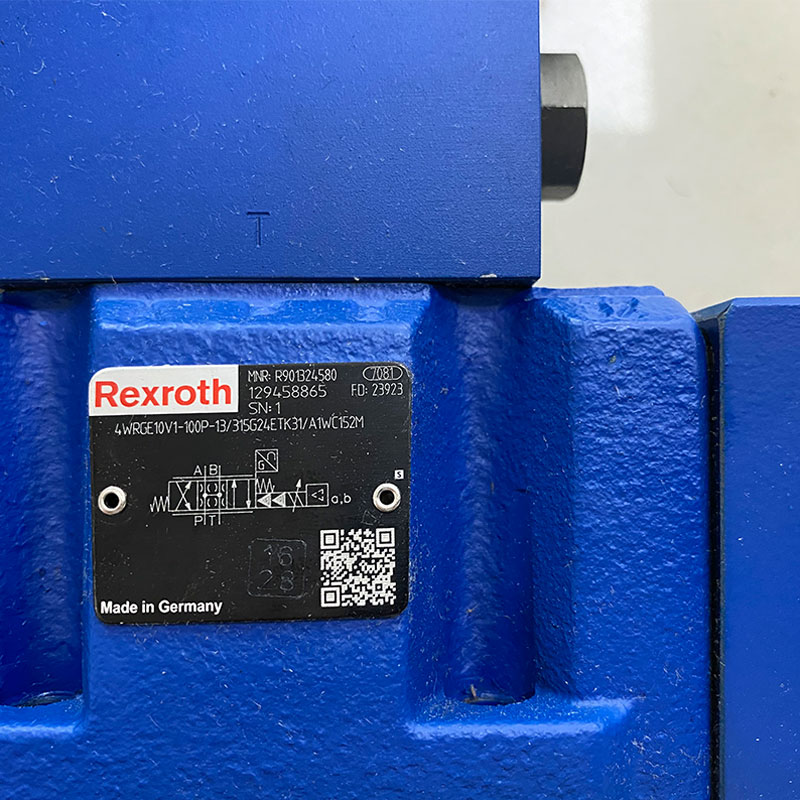 T
Rexroth
MNR: R901324580 7081
129458865 FD: 23923
SN: 1
4WRGE10V1-100P-13/315G24ETK31/A1WC152M
A B
G
S
a,b
P T
16
28
Made in Germany